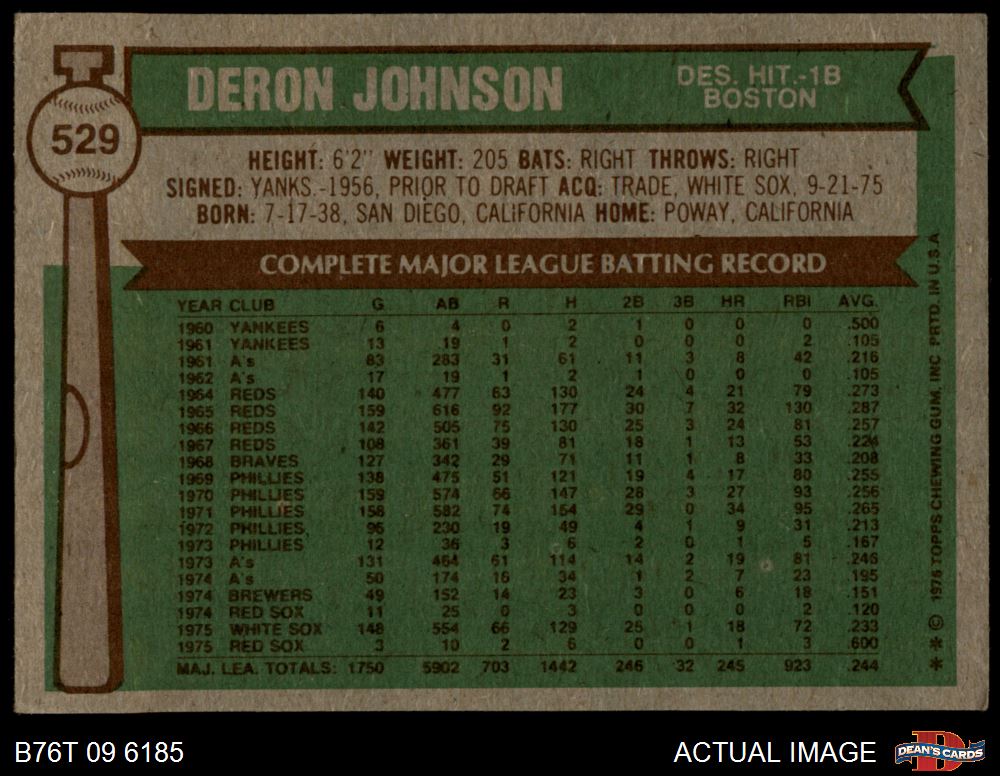 529
DERON JOHNSON
DES. HIT.-1B
BOSTON
HEIGHT: 6'2" WEIGHT: 205 BATS: RIGHT THROWS: RIGHT
SIGNED: YANKS.-1956, PRIOR TO DRAFT ACQ: TRADE, WHITE SOX, 9-21-75
BORN: 7-17-38, SAN DIEGO, CALIFORNIA HOME: POWAY, CALIFORNIA
COMPLETE MAJOR LEAGUE BATTING RECORD
YEAR CLUB G AB R H 2B 3B HR RBI AVG.
1960 YANKEES 6 4 0 2 1 0 0 0 .500
1961 YANKEES 13 19 1 2 0 0 0 2 .105
1961 A's 83 283 31 61 11 3 8 42 .216
1962 A's 17 19 1 2 1 0 0 0 .105
1964 REDS 140 477 63 130 24 4 21 79 .273
1965 REDS 159 616 92 177 30 7 32 130 .287
1966 REDS 142 505 75 130 25 3 24 81 .257
1967 REDS 108 361 39 81 18 1 13 53 .224
1968 BRAVES 127 342 29 71 11 1 8 33 .208
1969 PHILLIES 138 475 51 121 19 4 17 80 .255
1970 PHILLIES 159 574 66 147 28 3 27 93 .256
1971 PHILLIES 158 582 74 154 29 0 34 95 .265
1972 PHILLIES 96 230 19 49 4 1 9 31 .213
1973 PHILLIES 12 36 3 6 2 0 1 5 .167
1973 A's 131 464 61 114 14 2 19 81 .246
1974 A's 50 174 16 34 1 2 7 23 .195
1974 BREWERS 49 152 14 23 3 0 6 18 .151
1974 RED SOX 11 25 0 3 0 0 0 2 .120
1975 WHITE SOX 148 554 66 129 25 1 18 72 .233
1975 RED SOX 3 10 2 6 0 0 1 3 .600
MAJ. LEA. TOTALS: 1750 5902 703 1442 246 32 245 923 .244
* * © 1976 TOPPS CHEWING GUM, INC PRTD. IN U.S.A
B76T 09 6185
ACTUAL IMAGE
D
DEAN'S CARDS